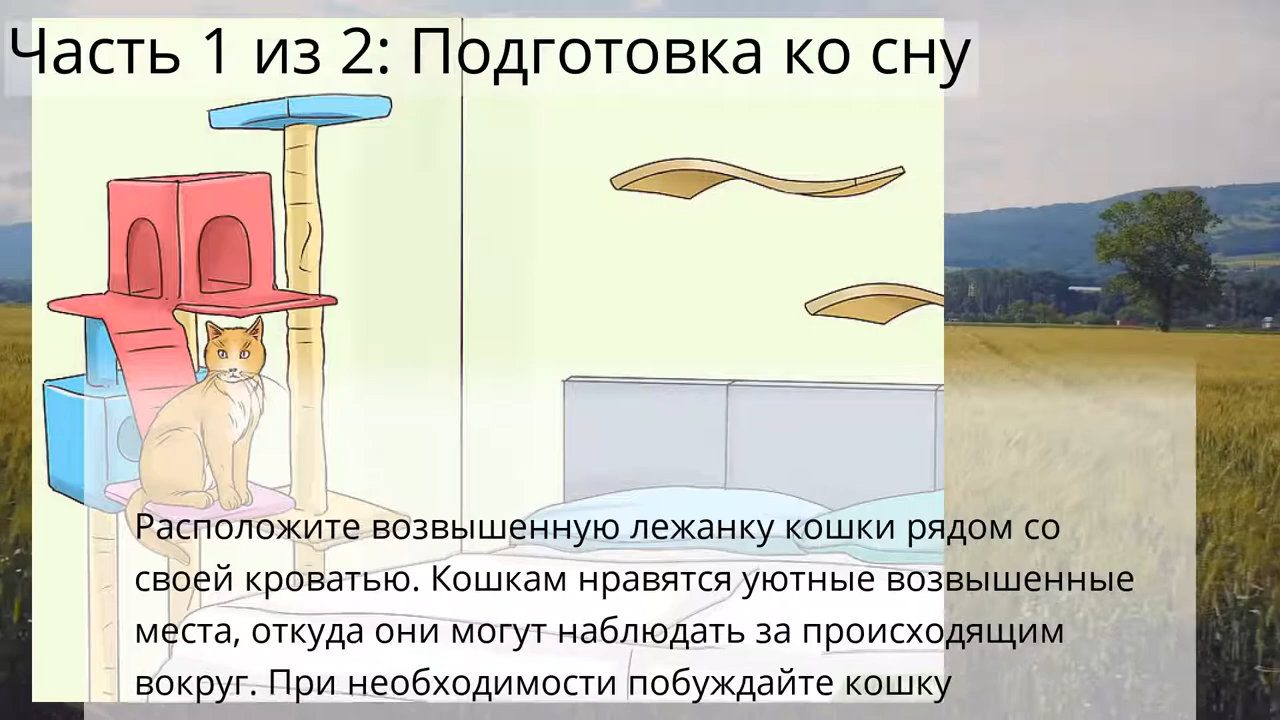 Часть 1 из 2: Подготовка ко сну
Расположите возвышенную лежанку кошки рядом со
своей кроватью. Кошкам нравятся уютные возвышенные
места, откуда они могут наблюдать за происходящим
вокруг. При необходимости побуждайте кошку